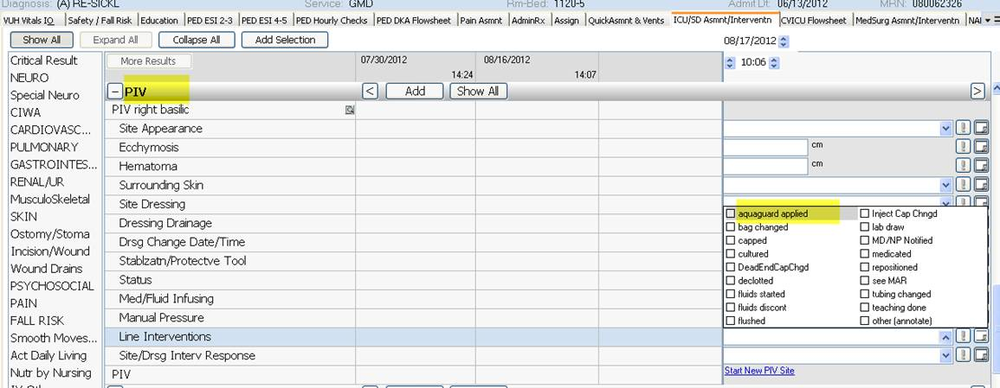 Diagnosis: (A) RE-SICKL Service: GMD Rm-Bed: 1120-5 Admit Dt: 06/13/2012 MRN: 080062326
VUH Vitals IO Safety / Fall Risk Education PED ESI 2-3 PED ESI 4-5 PED Hourly Checks PED DKA Flowsheet Pain Asmnt AdminRx Assign QuickAsmnt & Vents ICU/SD Asmnt/Interventn CVICU Flowsheet MedSurg Asmnt/Interventn
Show All Expand All Collapse All Add Selection 08/17/2012
Critical Result More Results 07/30/2012 08/16/2012 10:06
NEURO 14:24 14:07
Special Neuro PIV < Add Show All >
CIWA PIV right basilic
CARDIOVASC... Site Appearance
PULMONARY Ecchymosis cm
GASTROINTES... Hematoma cm
RENAL/UR Surrounding Skin
MusculoSkeletal Site Dressing
SKIN aquaguard applied Inject Cap Chngd
Ostomy/Stoma Dressing Drainage bag changed lab draw
Incision/Wound Drsg Change Date/Time capped MD/NP Notified
cultured medicated
Wound Drains Stablzatn/Protectve Tool DeadEndCapChgd repositioned
PSYCHOSOCIAL Status declotted see MAR
PAIN Med/Fluid Infusing fluids started tubing changed
fluids discont teaching done
FALL RISK Manual Pressure flushed other (annotate)
Smooth Moves... Line Interventions
Act Daily Living Site/Drsg Interv Response
Nutr by Nursing PIV Start New PIV Site